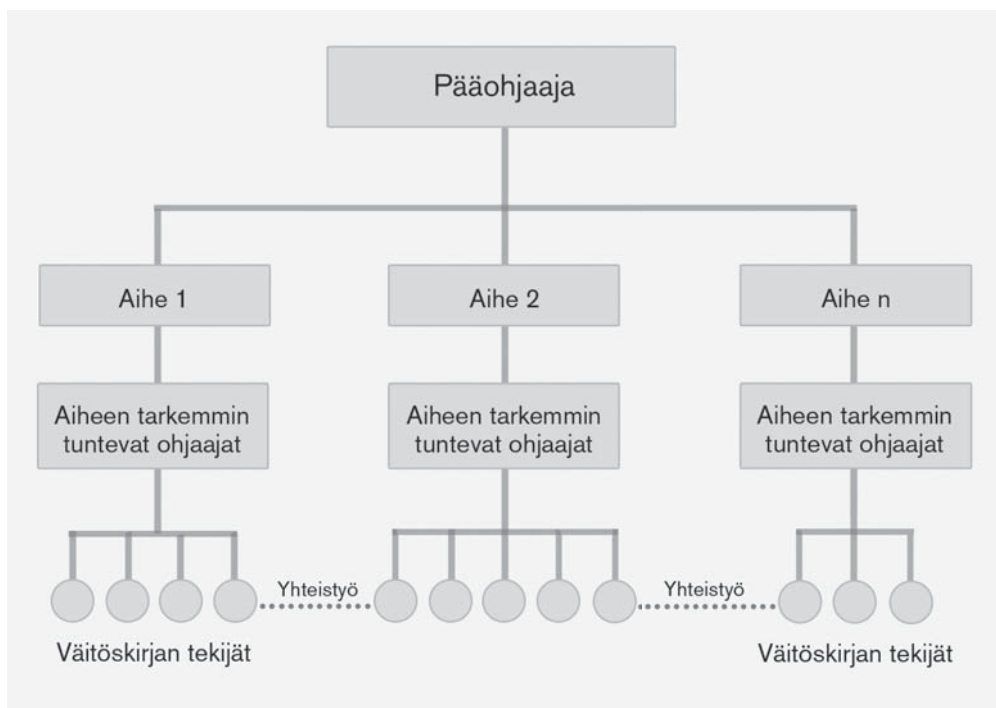 Pääohjaaja
Aihe 1
Aihe 2
Aihe n
Aiheen tarkemmin
tuntevat ohjaajat
Aiheen tarkemmin
tuntevat ohjaajat
Aiheen tarkemmin
tuntevat ohjaajat
Yhteistyö
Yhteistyö
Väitöskirjan tekijät
Väitöskirjan tekijät